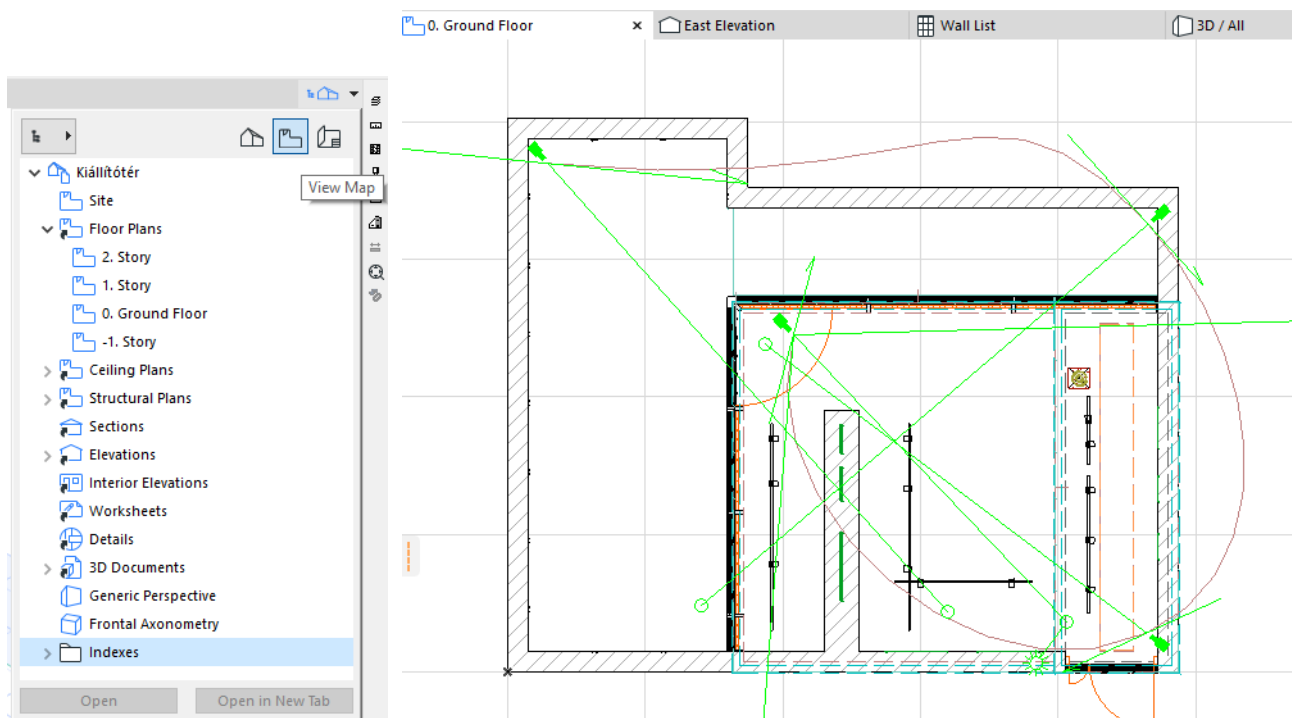 0. Ground Floor
East Elevation
Wall List
3D / All
Kiállítótér
Site
View Map
Floor Plans
2. Story
1. Story
0. Ground Floor
-1. Story
Ceiling Plans
Structural Plans
Sections
Elevations
Interior Elevations
Worksheets
Details
3D Documents
Generic Perspective
Frontal Axonometry
Indexes
Open
Open in New Tab